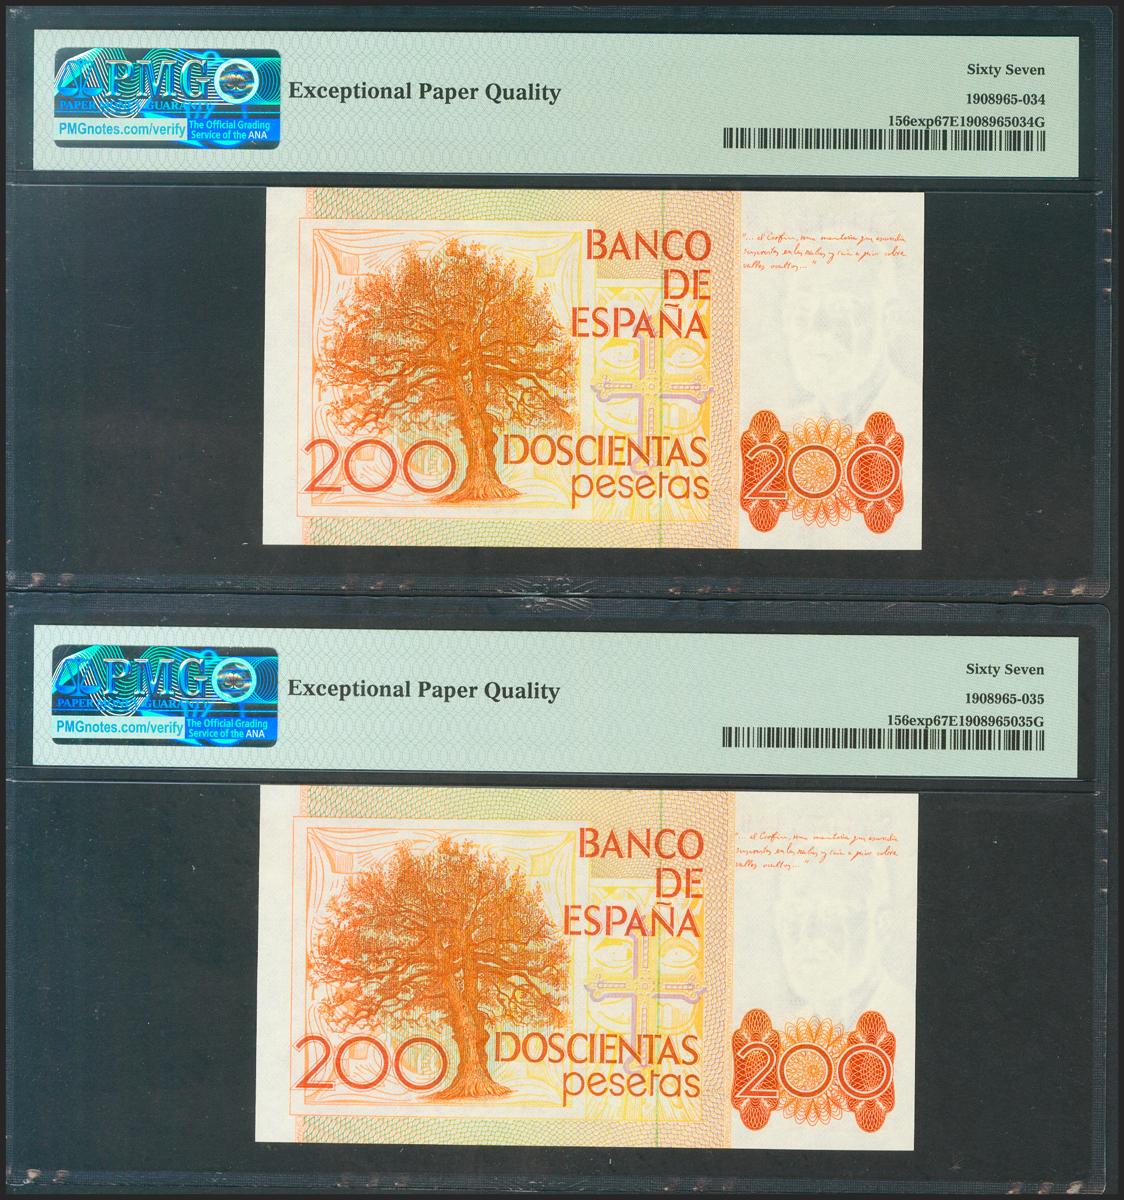 PMG
PAPER MONEY GUARANTY
PMGnotes.com/verify
The Official Grading
Service of the ANA
Exceptional Paper Quality
Sixty Seven
1908965-034
156exp67E1908965034G
BANCO
DE
ESPAÑA
200
DOSCIENTAS
pesetas
200
PMG
PAPER MONEY GUARANTY
PMGnotes.com/verify
The Official Grading
Service of the ANA
Exceptional Paper Quality
Sixty Seven
1908965-035
156exp67E1908965035G
BANCO
DE
ESPAÑA
200
DOSCIENTAS
pesetas
200